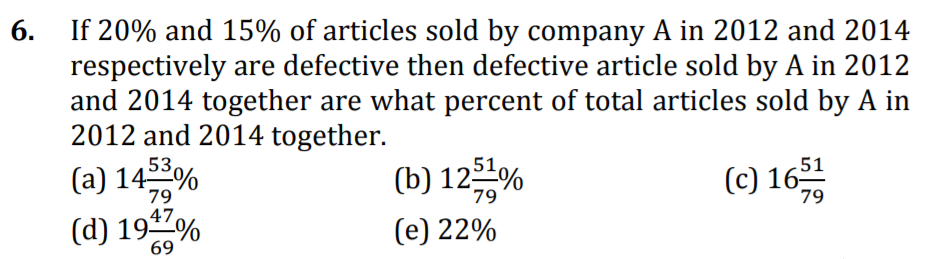 6. If 20% and 15% of articles sold by company A in 2012 and 2014
respectively are defective then defective article sold by A in 2012
and 2014 together are what percent of total articles sold by A in
2012 and 2014 together.
(a) 14 53/79 % (b) 12 51/79 % (c) 16 51/79
(d) 19 47/69 % (e) 22%